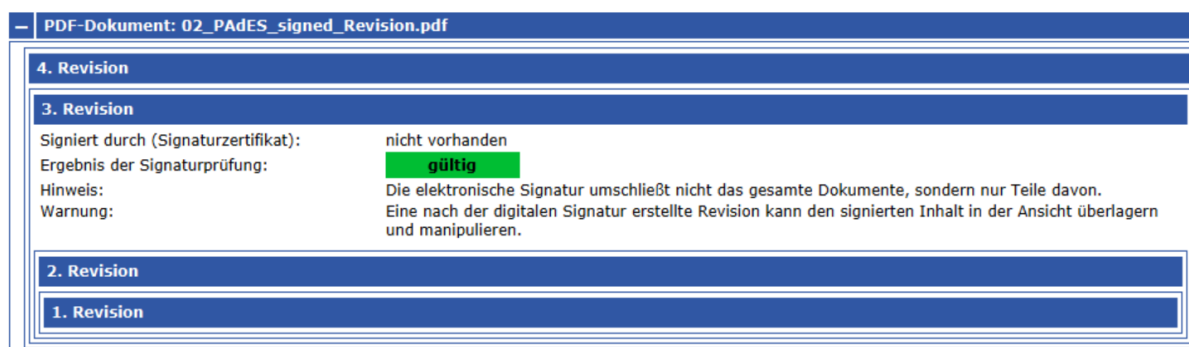 PDF-Dokument: 02_PAdES_signed_Revision.pdf
4. Revision
3. Revision
Signiert durch (Signaturzertifikat): nicht vorhanden
Ergebnis der Signaturprüfung: gültig
Hinweis: Die elektronische Signatur umschließt nicht das gesamte Dokumente, sondern nur Teile davon.
Warnung: Eine nach der digitalen Signatur erstellte Revision kann den signierten Inhalt in der Ansicht überlagern
und manipulieren.
2. Revision
1. Revision